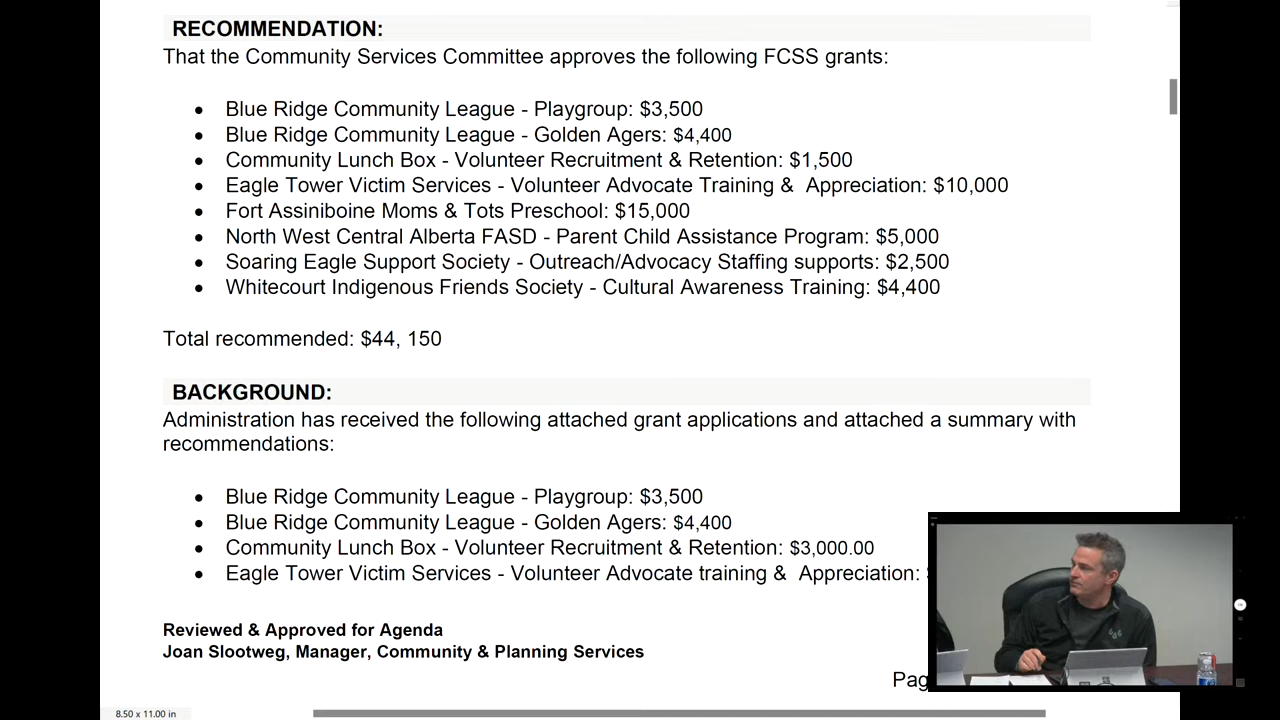 RECOMMENDATION:
That the Community Services Committee approves the following FCSS grants:
• Blue Ridge Community League - Playgroup: $3,500
• Blue Ridge Community League - Golden Agers: $4,400
• Community Lunch Box - Volunteer Recruitment & Retention: $1,500
• Eagle Tower Victim Services - Volunteer Advocate Training & Appreciation: $10,000
• Fort Assiniboine Moms & Tots Preschool: $15,000
• North West Central Alberta FASD - Parent Child Assistance Program: $5,000
• Soaring Eagle Support Society - Outreach/Advocacy Staffing supports: $2,500
• Whitecourt Indigenous Friends Society - Cultural Awareness Training: $4,400
Total recommended: $44, 150
BACKGROUND:
Administration has received the following attached grant applications and attached a summary with
recommendations:
• Blue Ridge Community League - Playgroup: $3,500
• Blue Ridge Community League - Golden Agers: $4,400
• Community Lunch Box - Volunteer Recruitment & Retention: $3,000.00
• Eagle Tower Victim Services - Volunteer Advocate training & Appreciation:
Reviewed & Approved for Agenda
Joan Slootweg, Manager, Community & Planning Services
Pag
8.50 x 11.00 in